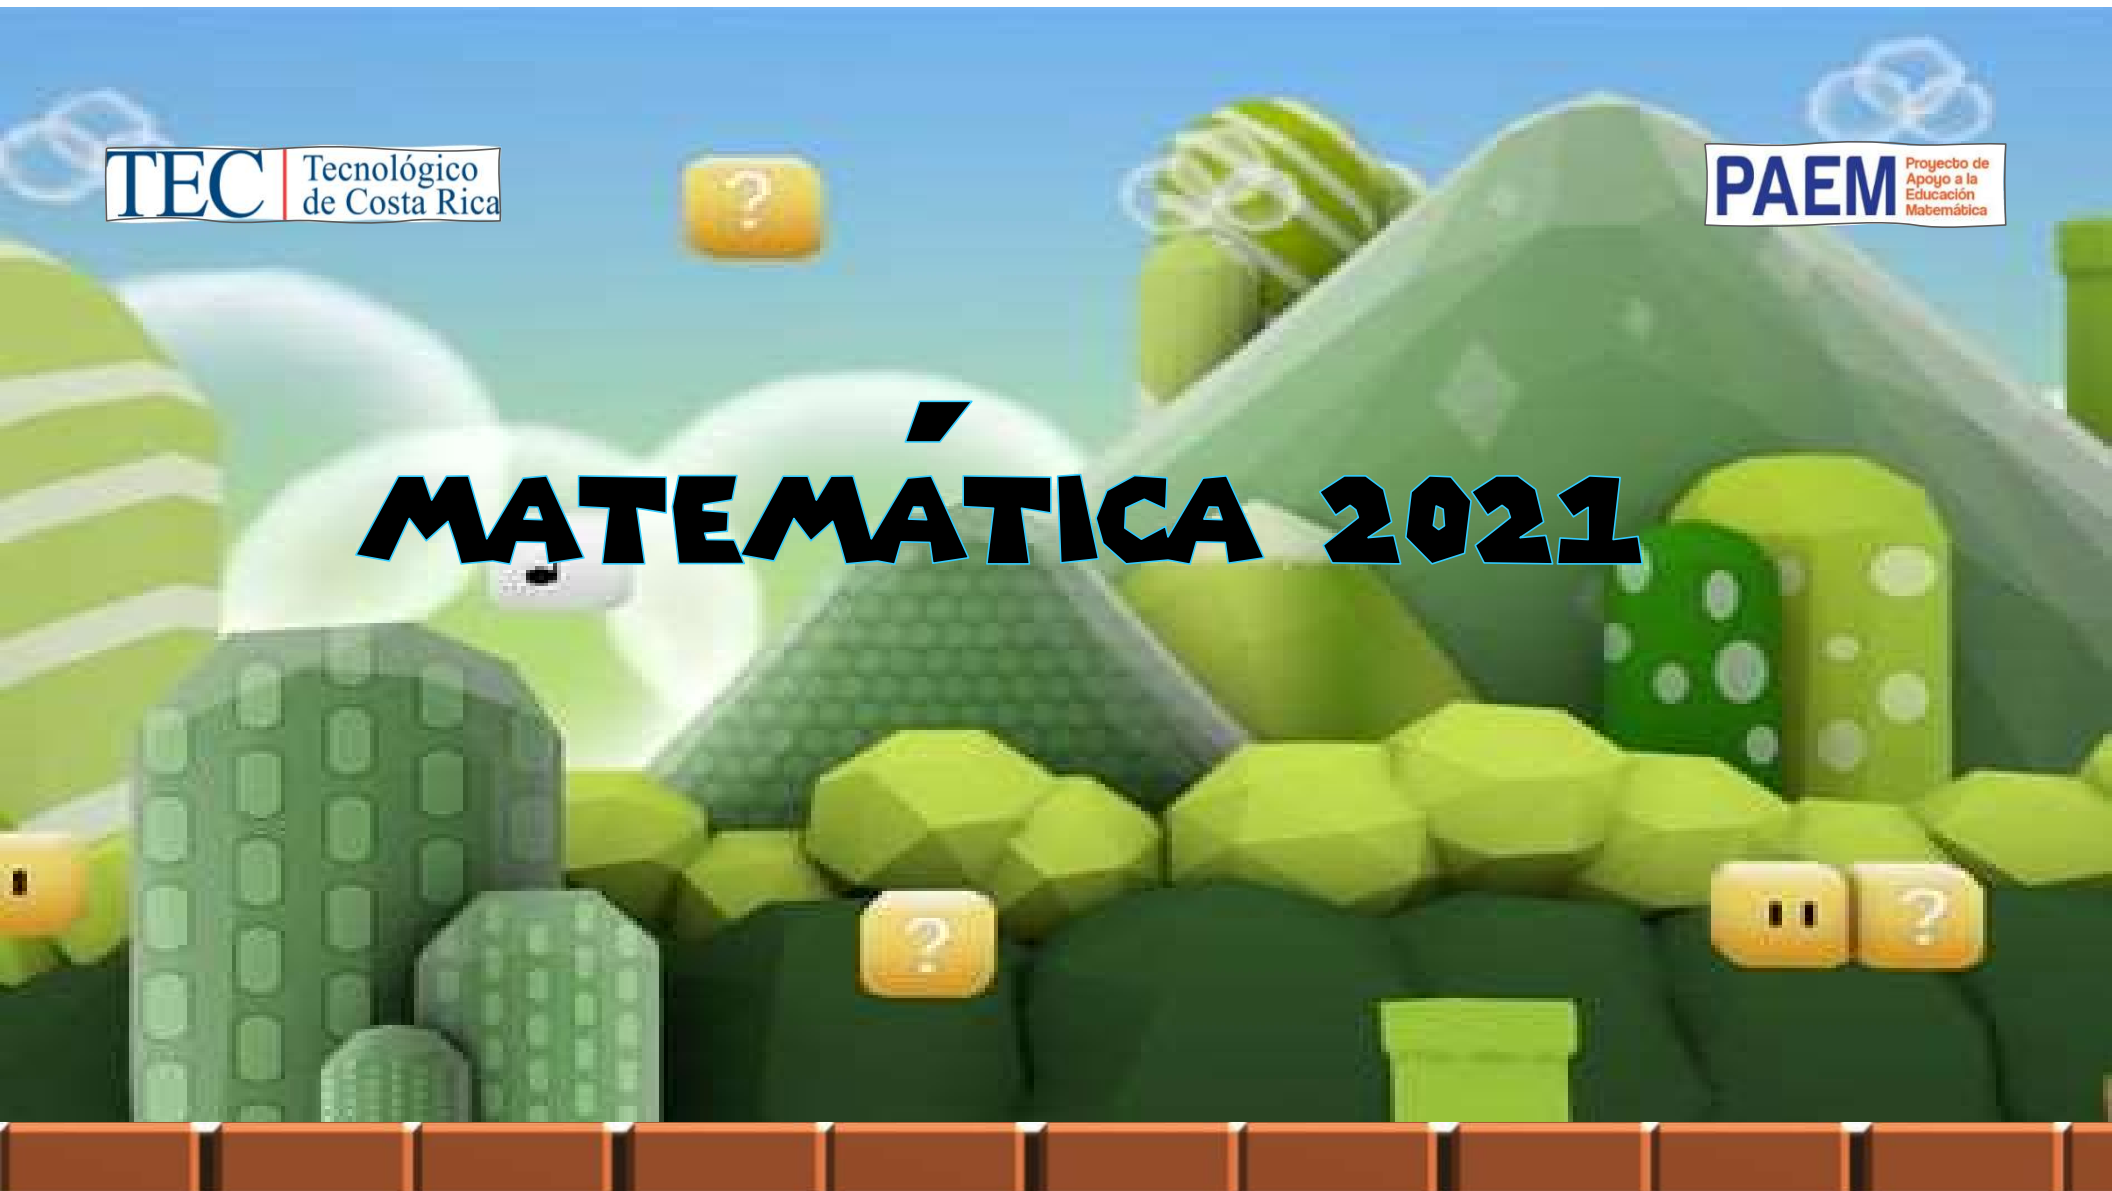 TEC Tecnológico
de Costa Rica
PAEM Proyecto de
Apoyo a la
Educación
Matemática
?
MATEMÁTICA 2021
?
?